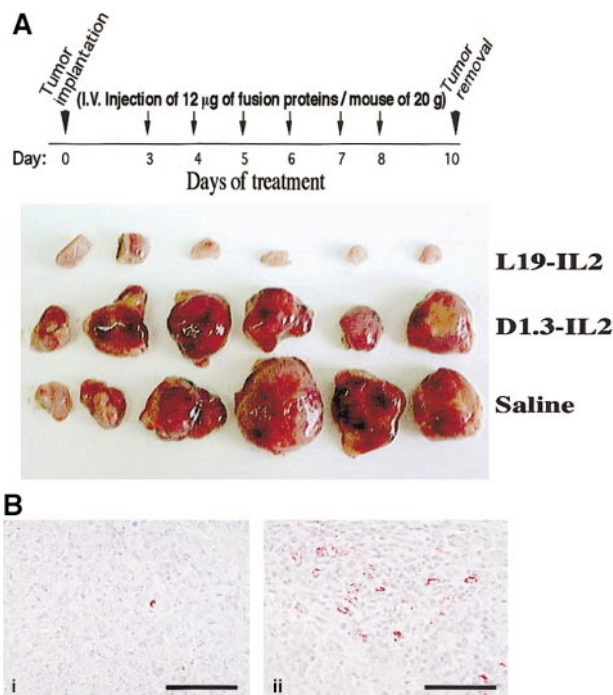 A
Tumor
implantation
(I.V. Injection of 12 µg of fusion proteins / mouse of 20 g)
Tumor
removal
Day: 0 3 4 5 6 7 8 10
Days of treatment
L19-IL2
D1.3-IL2
Saline
B
i
ii